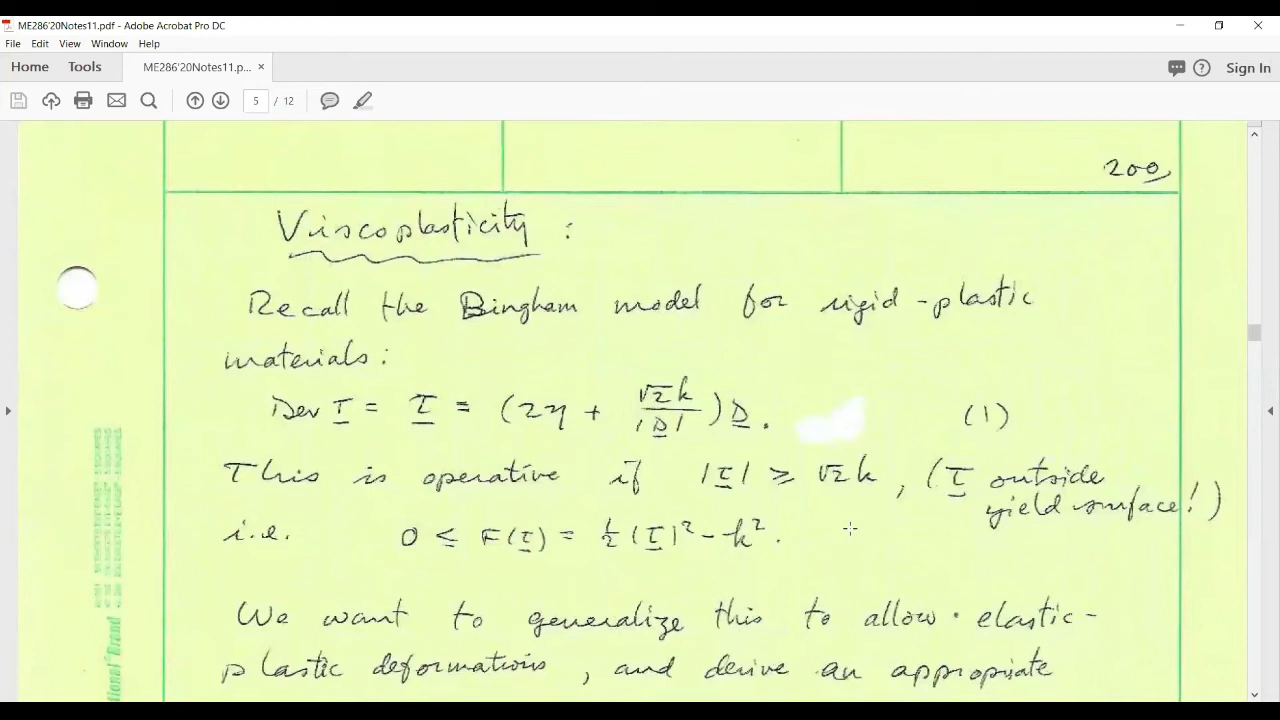 ME286'20Notes11.pdf - Adobe Acrobat Pro DC
File Edit View Window Help
Home Tools ME286'20Notes11.p... × Sign In
5 / 12
200
Viscoplasticity :
Recall the Bingham model for rigid-plastic
materials:
Dev T = τ = (2η + √2k/|D|) D. (1)
This is operative if |τ| ≥ √2k, (τ outside
yield surface!)
i.e. 0 ≤ F(τ) = ½|τ|² - k².
We want to generalize this to allow elastic-
plastic deformations, and derive an appropriate